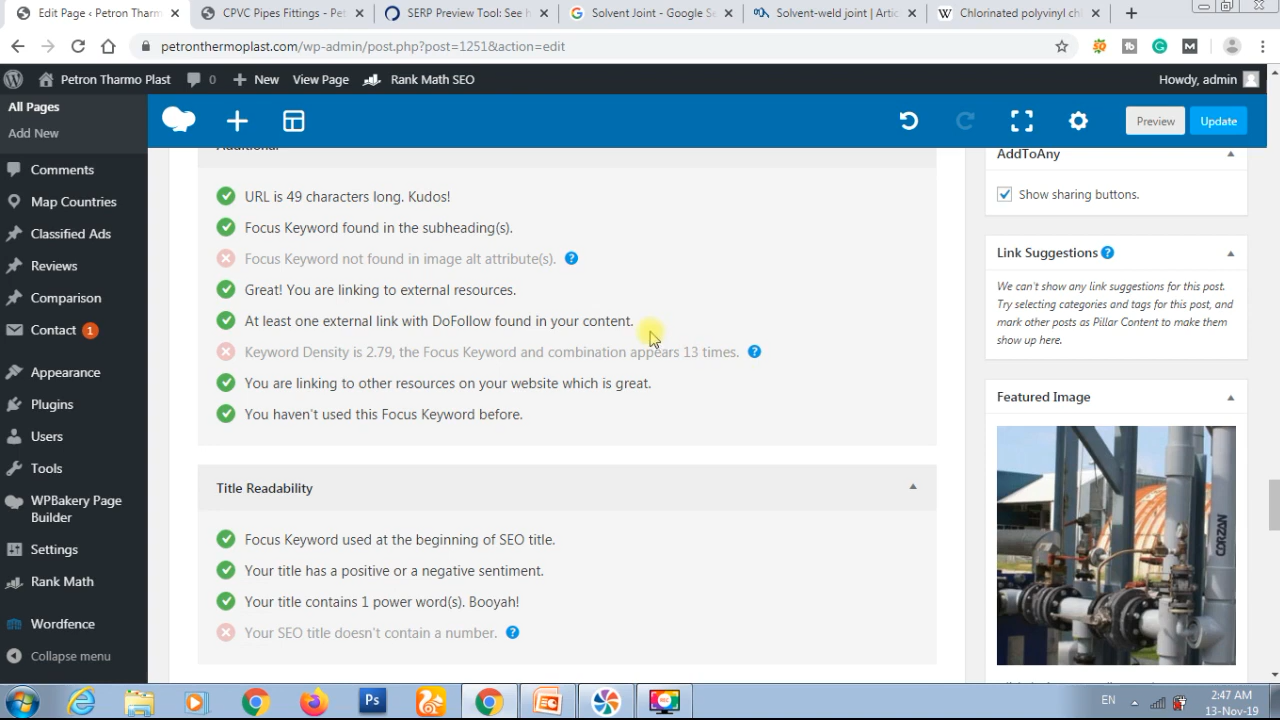 Edit Page ‹ Petron Tharmo
CPVC Pipes Fittings - Pet
SERP Preview Tool: See h
Solvent Joint - Google Se
Solvent-weld joint | Artic
Chlorinated polyvinyl chl
petronthermoplast.com/wp-admin/post.php?post=1251&action=edit
Petron Tharmo Plast
0
New
View Page
Rank Math SEO
Howdy, admin
All Pages
Add New
Comments
Map Countries
Classified Ads
Reviews
Comparison
Contact 1
Appearance
Plugins
Users
Tools
WPBakery Page
Builder
Settings
Rank Math
Wordfence
Collapse menu
Preview
Update
Additional
URL is 49 characters long. Kudos!
Focus Keyword found in the subheading(s).
Focus Keyword not found in image alt attribute(s). ?
Great! You are linking to external resources.
At least one external link with DoFollow found in your content.
Keyword Density is 2.79, the Focus Keyword and combination appears 13 times. ?
You are linking to other resources on your website which is great.
You haven't used this Focus Keyword before.
Title Readability
Focus Keyword used at the beginning of SEO title.
Your title has a positive or a negative sentiment.
Your title contains 1 power word(s). Booyah!
Your SEO title doesn't contain a number. ?
AddToAny
Show sharing buttons.
Link Suggestions ?
We can't show any link suggestions for this post.
Try selecting categories and tags for this post, and
mark other posts as Pillar Content to make them
show up here.
Featured Image
CORZAN
Ps
EN
2:47 AM
13-Nov-19